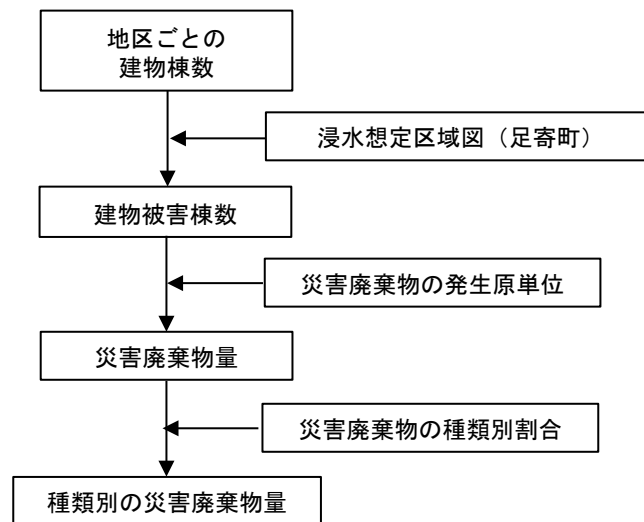 地区ごとの
建物棟数
浸水想定区域図（足寄町）
建物被害棟数
災害廃棄物の発生原単位
災害廃棄物量
災害廃棄物の種類別割合
種類別の災害廃棄物量